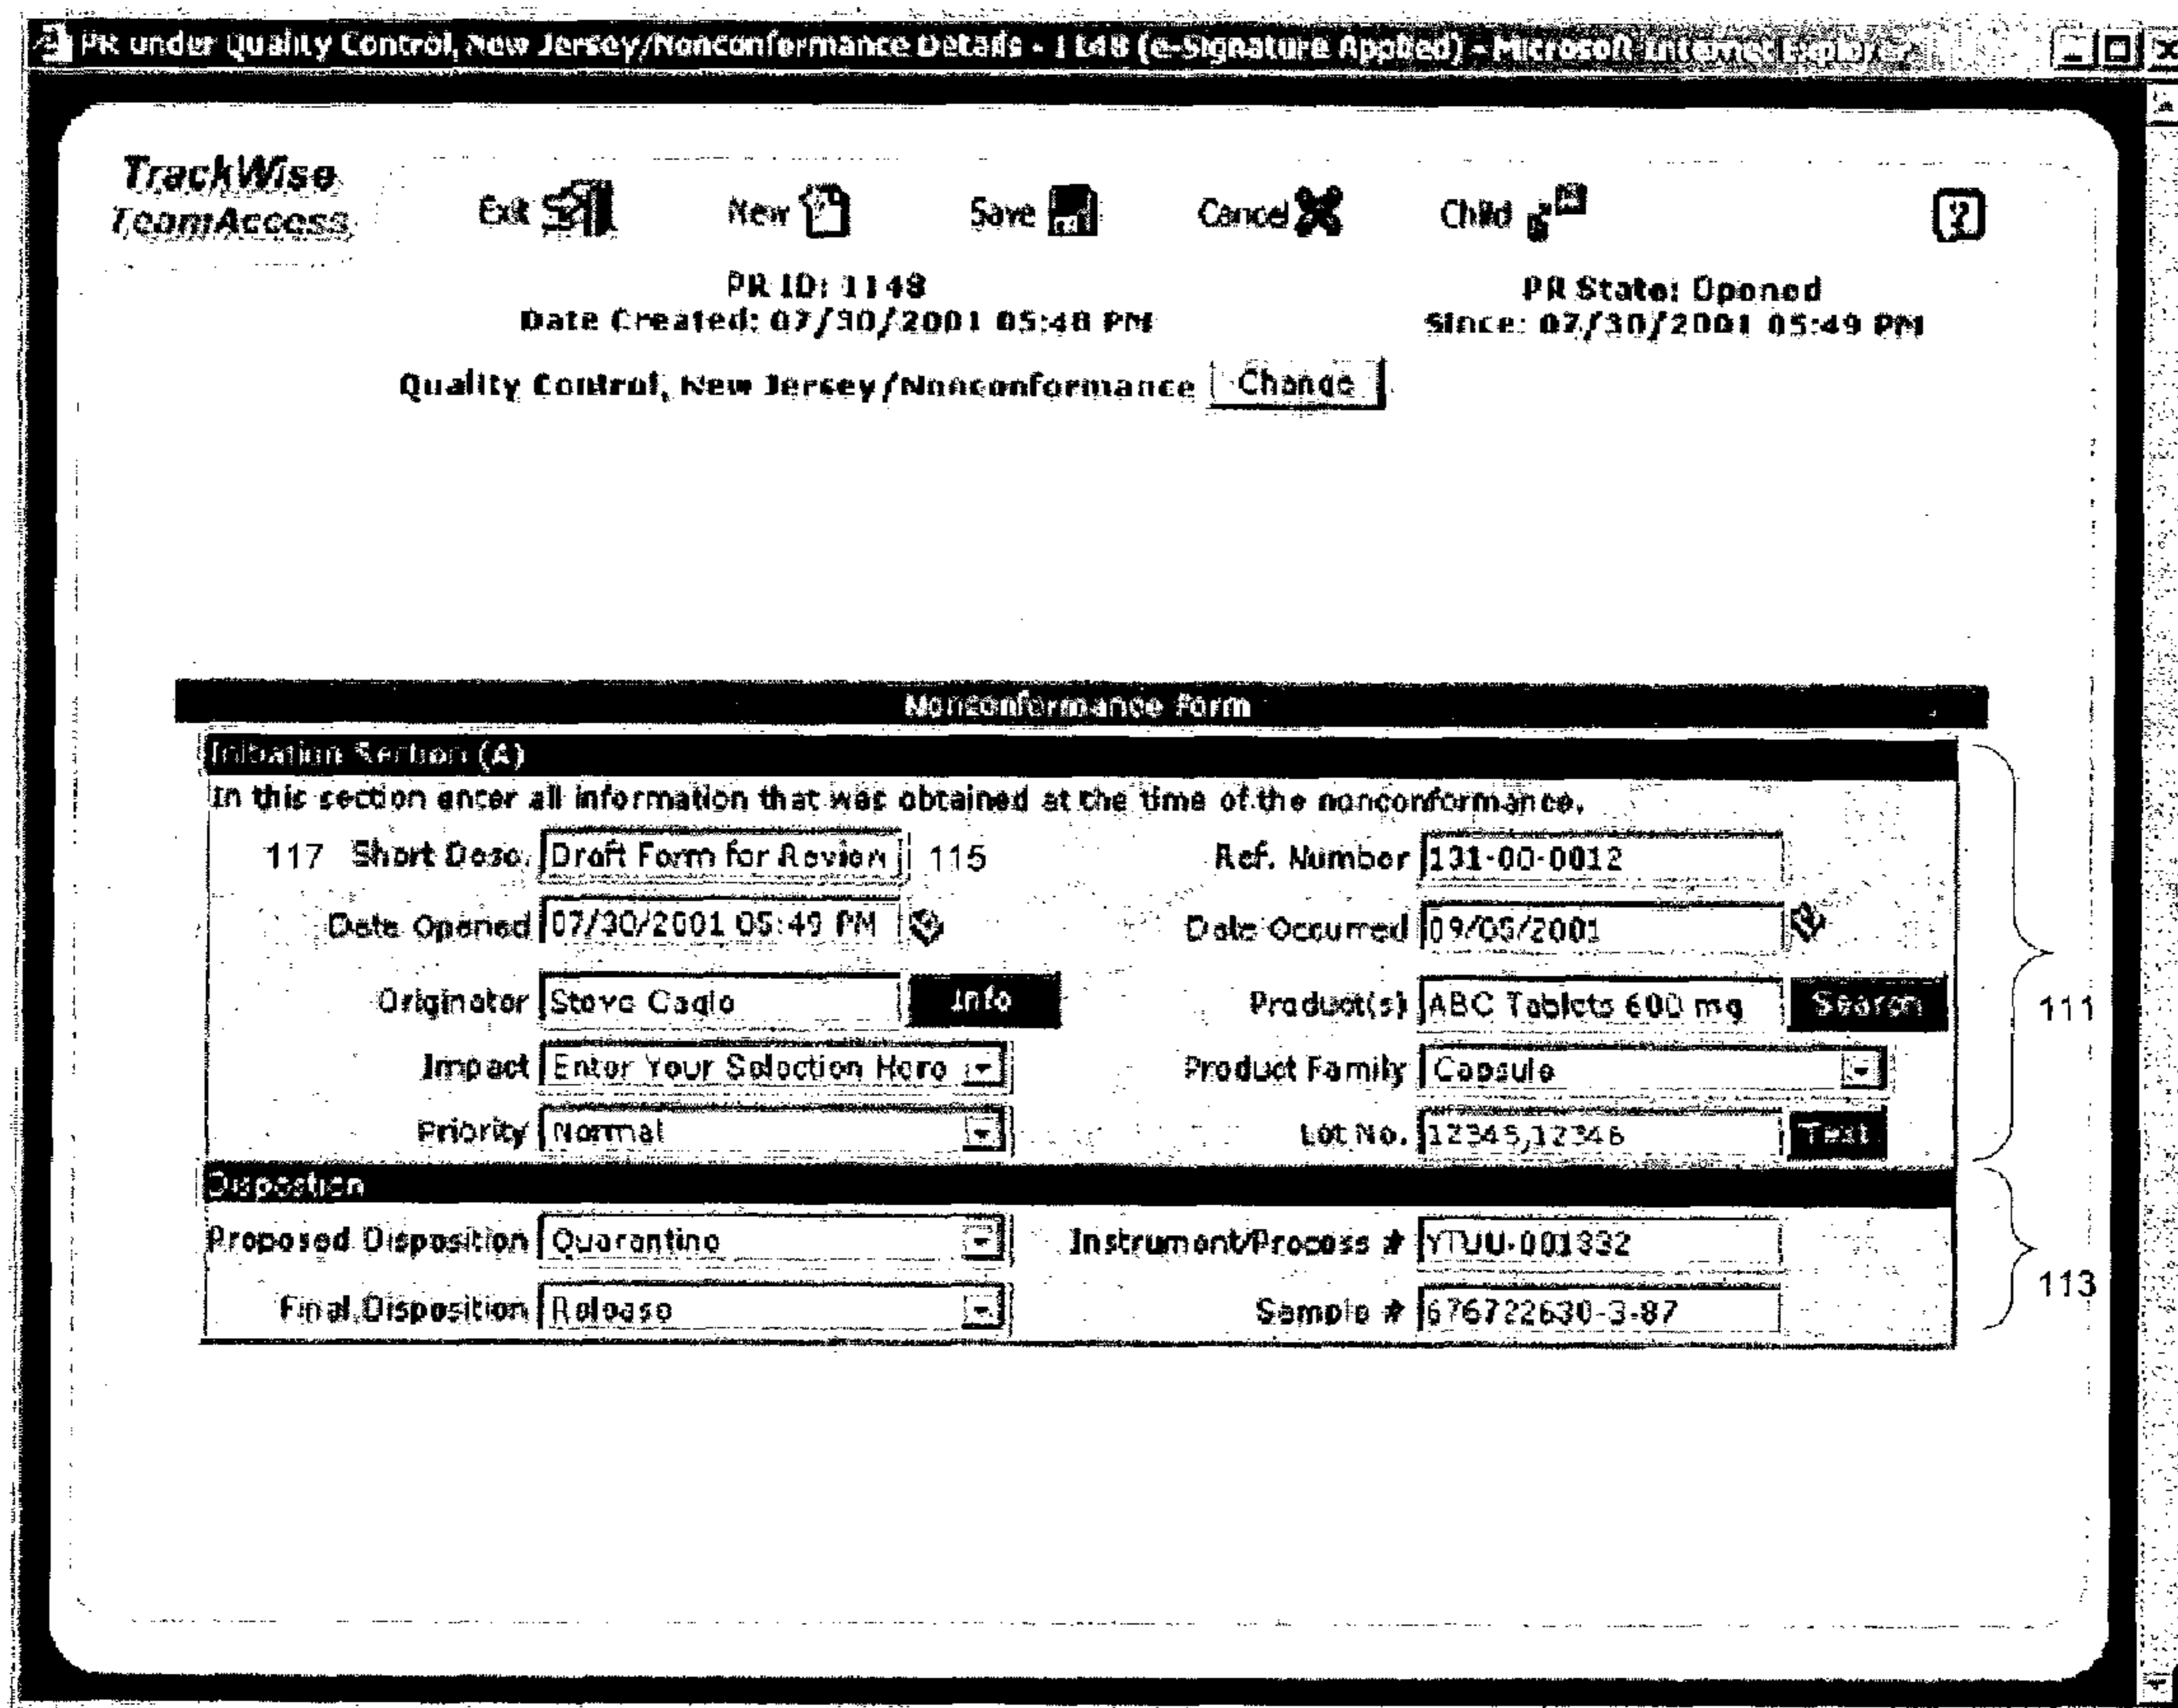 PR under Quality Control, New Jersey/Nonconformance Details - 1148 (e-Signature Applied) - Microsoft Internet Explorer
TrackWise
TeamAccess
Exit New Save Cancel Child ?
PR ID: 1148 PR State: Opened
Date Created: 07/30/2001 05:48 PM Since: 07/30/2001 05:49 PM
Quality Control, New Jersey/Nonconformance Change
Nonconformance Form
Initiation Section (A)
In this section enter all information that was obtained at the time of the nonconformance.
117 Short Desc. Draft Form for Review 115 Ref. Number 131-00-0012
Date Opened 07/30/2001 05:49 PM Date Occurred 09/05/2001
Originator Steve Cagle Info Product(s) ABC Tablets 600 mg Search 111
Impact Enter Your Selection Here Product Family Capsule
Priority Normal Lot No. 12345,12346 Text
Dispostion
Proposed Disposition Quarantine Instrument/Process # YTUU-001332
113
Final Disposition Release Sample # 676722630-3-87